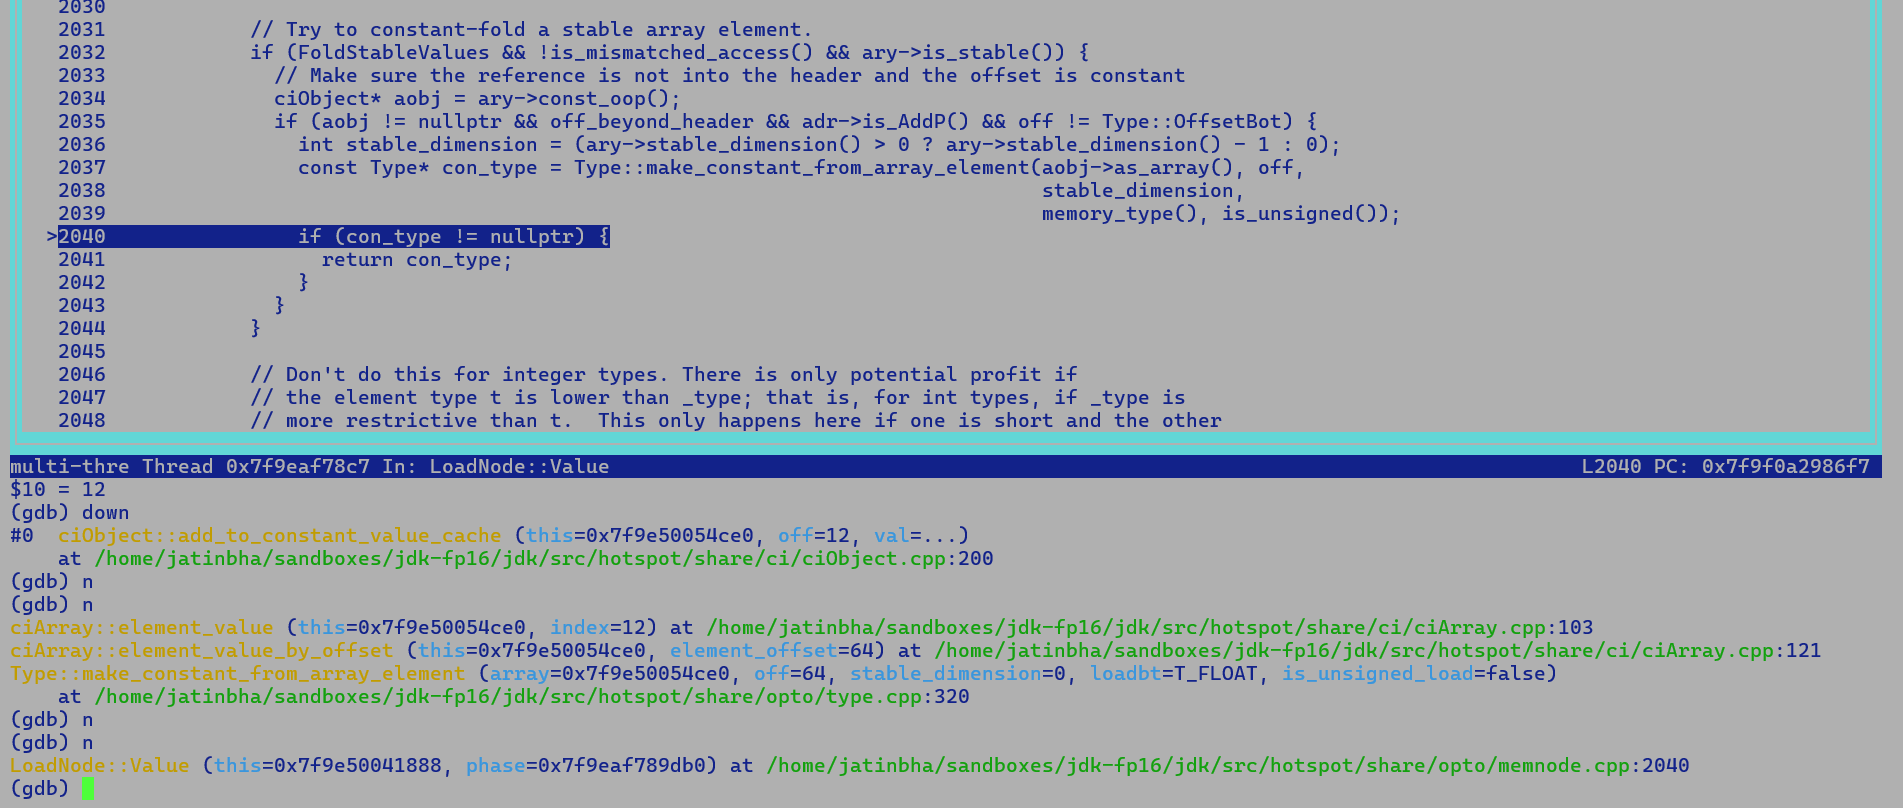 2030
2031            // Try to constant-fold a stable array element.
2032            if (FoldStableValues && !is_mismatched_access() && ary->is_stable()) {
2033              // Make sure the reference is not into the header and the offset is constant
2034              ciObject* aobj = ary->const_oop();
2035              if (aobj != nullptr && off_beyond_header && adr->is_AddP() && off != Type::OffsetBot) {
2036                int stable_dimension = (ary->stable_dimension() > 0 ? ary->stable_dimension() - 1 : 0);
2037                const Type* con_type = Type::make_constant_from_array_element(aobj->as_array(), off,
2038                                                                              stable_dimension,
2039                                                                              memory_type(), is_unsigned());
>2040                if (con_type != nullptr) {
2041                  return con_type;
2042                }
2043              }
2044            }
2045
2046            // Don't do this for integer types. There is only potential profit if
2047            // the element type t is lower than _type; that is, for int types, if _type is
2048            // more restrictive than t.  This only happens here if one is short and the other
multi-thre Thread 0x7f9eaf78c7 In: LoadNode::Value L2040 PC: 0x7f9f0a2986f7
$10 = 12
(gdb) down
#0  ciObject::add_to_constant_value_cache (this=0x7f9e50054ce0, off=12, val=...)
    at /home/jatinbha/sandboxes/jdk-fp16/jdk/src/hotspot/share/ci/ciObject.cpp:200
(gdb) n
(gdb) n
ciArray::element_value (this=0x7f9e50054ce0, index=12) at /home/jatinbha/sandboxes/jdk-fp16/jdk/src/hotspot/share/ci/ciArray.cpp:103
ciArray::element_value_by_offset (this=0x7f9e50054ce0, element_offset=64) at /home/jatinbha/sandboxes/jdk-fp16/jdk/src/hotspot/share/ci/ciArray.cpp:121
Type::make_constant_from_array_element (array=0x7f9e50054ce0, off=64, stable_dimension=0, loadbt=T_FLOAT, is_unsigned_load=false)
    at /home/jatinbha/sandboxes/jdk-fp16/jdk/src/hotspot/share/opto/type.cpp:320
(gdb) n
(gdb) n
LoadNode::Value (this=0x7f9e50041888, phase=0x7f9eaf789db0) at /home/jatinbha/sandboxes/jdk-fp16/jdk/src/hotspot/share/opto/memnode.cpp:2040
(gdb)